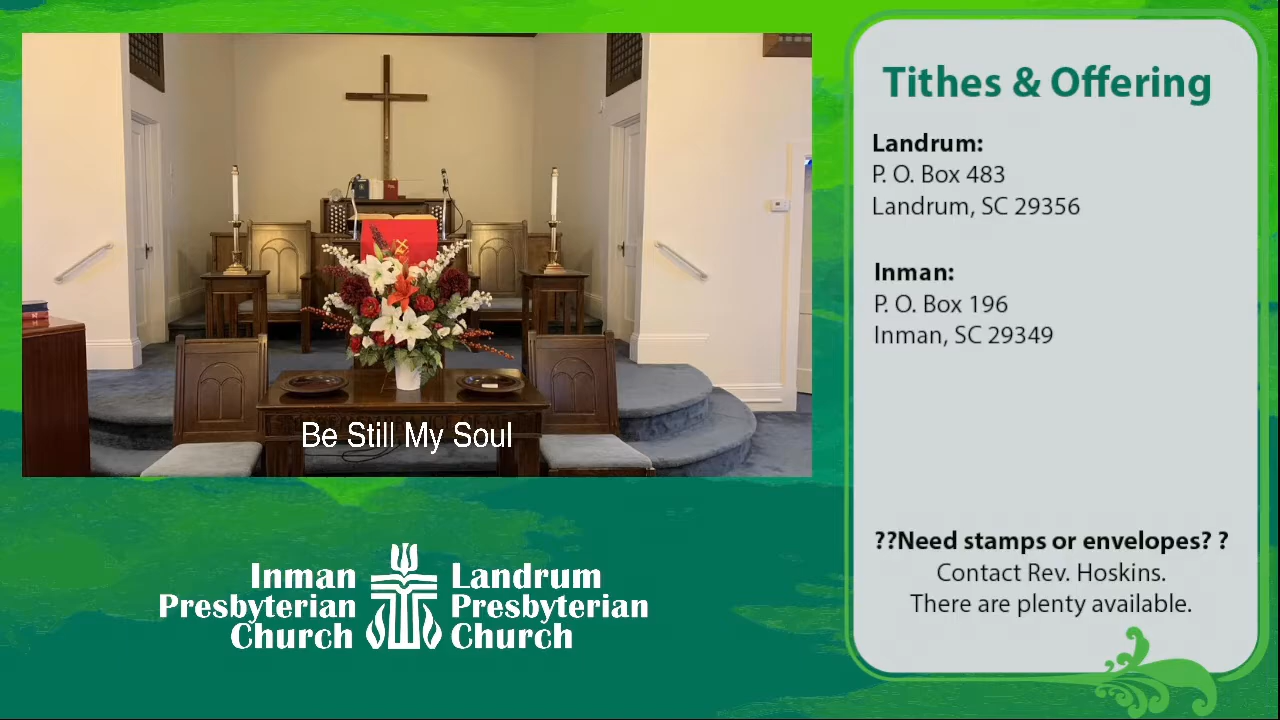 Be Still My Soul
Inman
Presbyterian
Church
Landrum
Presbyterian
Church
Tithes & Offering
Landrum:
P. O. Box 483
Landrum, SC 29356
Inman:
P. O. Box 196
Inman, SC 29349
??Need stamps or envelopes? ?
Contact Rev. Hoskins.
There are plenty available.